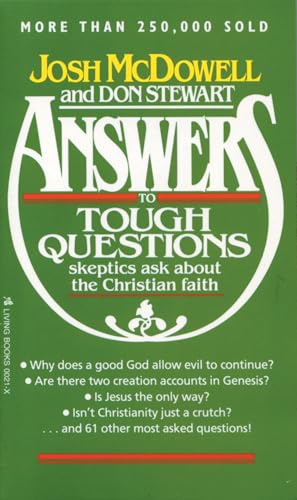 MORE THAN 250,000 SOLD
JOSH MCDOWELL
and DON STEWART
ANSWERS
TO
TOUGH
QUESTIONS
skeptics ask about
the Christian faith
• Why does a good God allow evil to continue?
• Are there two creation accounts in Genesis?
• Is Jesus the only way?
• Isn't Christianity just a crutch?
. . . and 61 other most asked questions!
LIVING BOOKS 0021-X